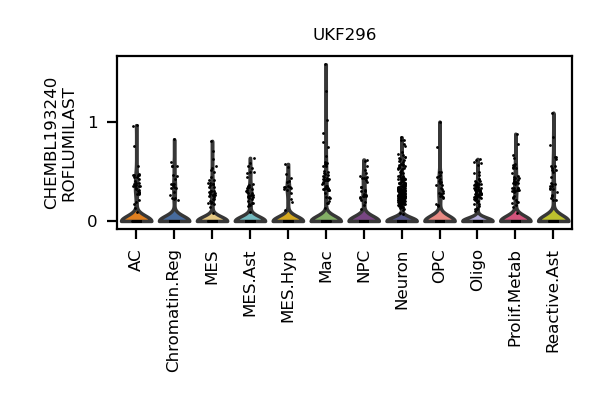 UKF296
CHEMBL193240
ROFLUMILAST
1
0
AC
Chromatin.Reg
MES
MES.Ast
MES.Hyp
Mac
NPC
Neuron
OPC
Oligo
Prolif.Metab
Reactive.Ast